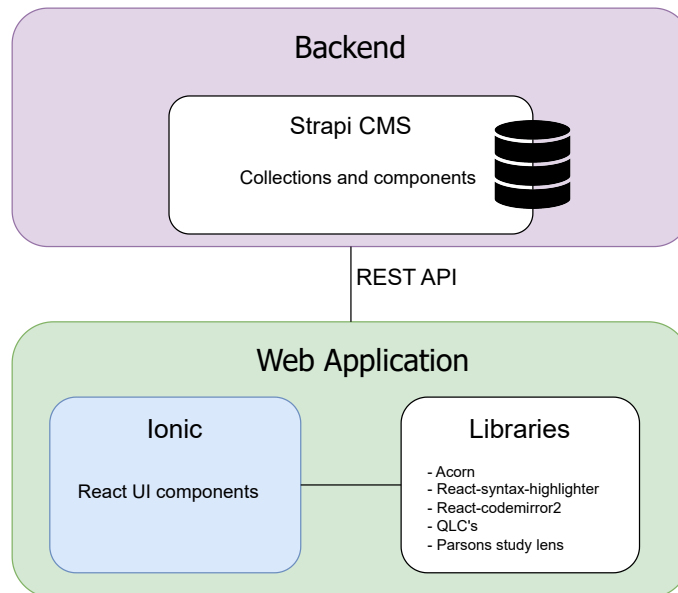 Backend
Strapi CMS
Collections and components
REST API
Web Application
Ionic
React UI components
Libraries
- Acorn
- React-syntax-highlighter
- React-codemirror2
- QLC's
- Parsons study lens